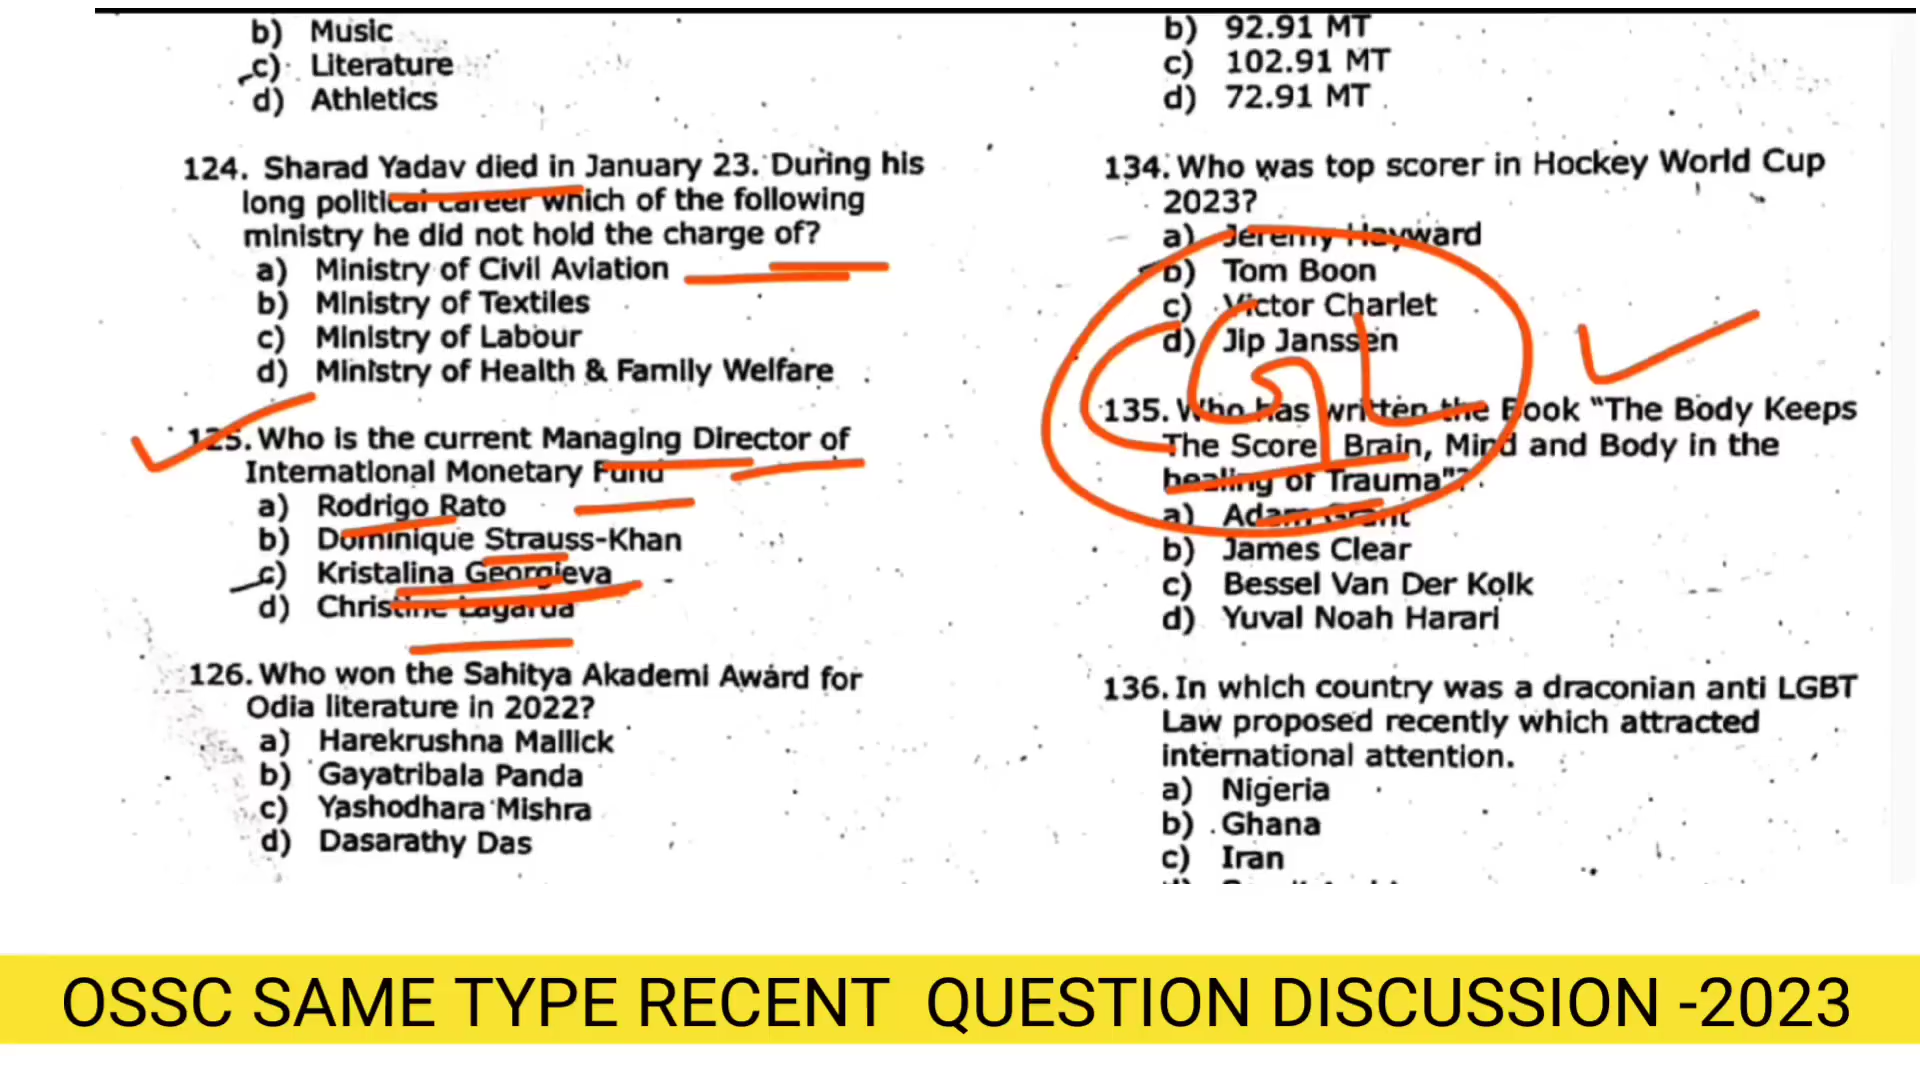 b) Music
c) Literature
d) Athletics
124. Sharad Yadav died in January 23. During his
long political career which of the following
ministry he did not hold the charge of?
a) Ministry of Civil Aviation
b) Ministry of Textiles
c) Ministry of Labour
d) Ministry of Health & Family Welfare
125. Who is the current Managing Director of
International Monetary Fund
a) Rodrigo Rato
b) Dominique Strauss-Khan
c) Kristalina Georgieva
d) Christine Lagarda
126. Who won the Sahitya Akademi Award for
Odia literature in 2022?
a) Harekrushna Mallick
b) Gayatribala Panda
c) Yashodhara Mishra
d) Dasarathy Das
b) 92.91 MT
c) 102.91 MT
d) 72.91 MT
134. Who was top scorer in Hockey World Cup
2023?
a) Jeremy Hayward
b) Tom Boon
c) Victor Charlet
d) Jip Janssen
135. Who has written the Book "The Body Keeps
The Score Brain, Mind and Body in the
healing of Trauma"?
a) Adam Grant
b) James Clear
c) Bessel Van Der Kolk
d) Yuval Noah Harari
136. In which country was a draconian anti LGBT
Law proposed recently which attracted
international attention.
a) Nigeria
b) Ghana
c) Iran
OSSC SAME TYPE RECENT QUESTION DISCUSSION -2023